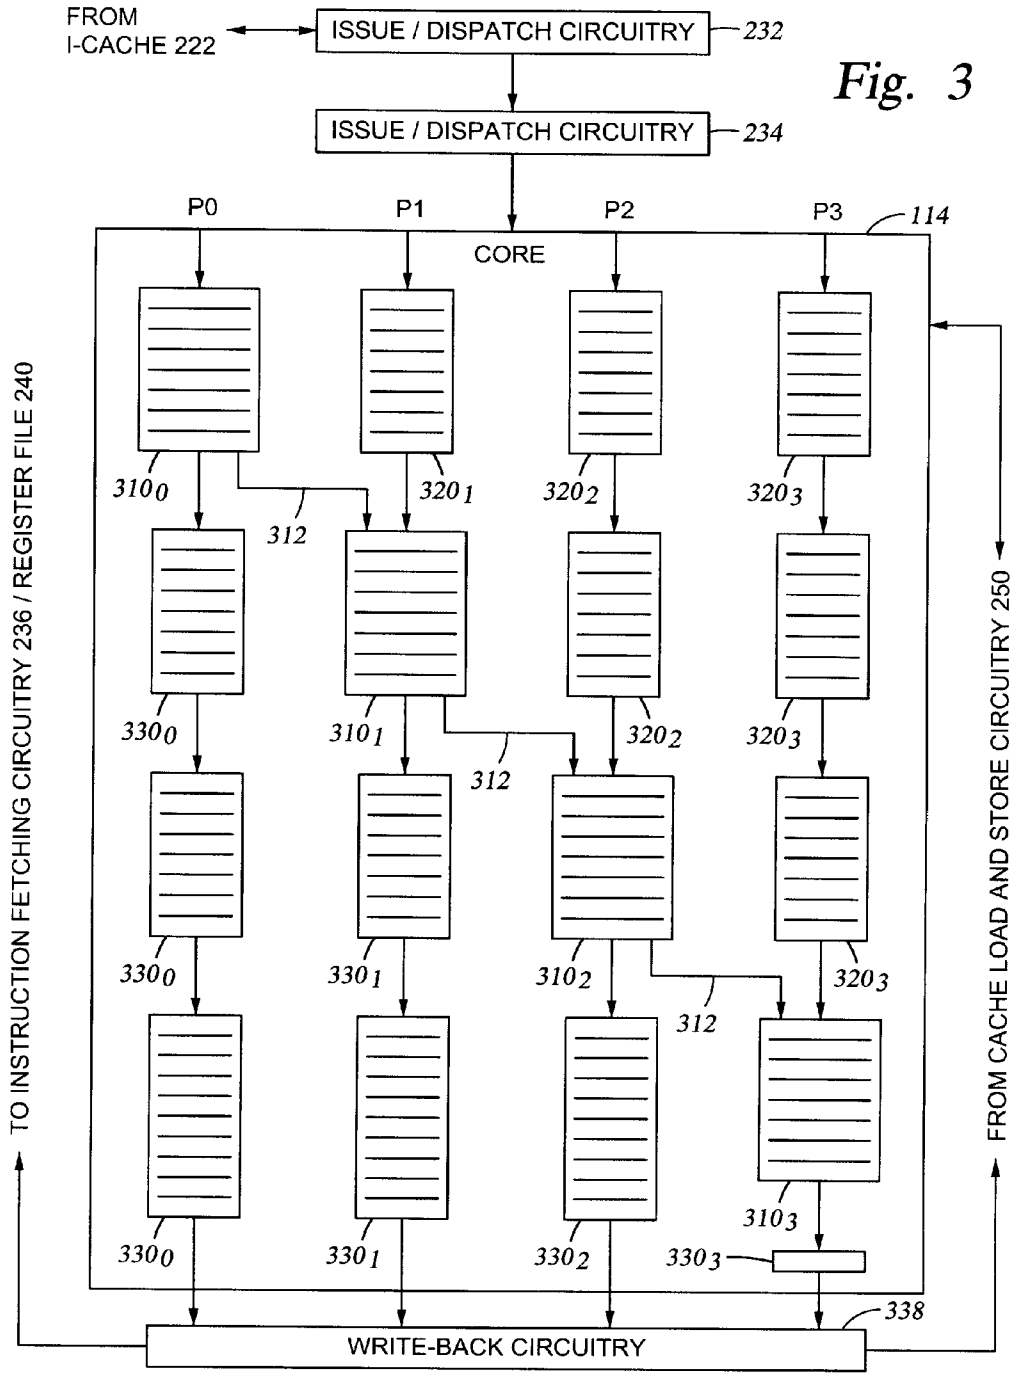 FROM
I-CACHE 222
ISSUE / DISPATCH CIRCUITRY
232
Fig. 3
ISSUE / DISPATCH CIRCUITRY
234
P0 P1 P2 P3
114
CORE
310₀ 312 320₁ 320₂ 320₃
330₀ 310₁ 312 320₂ 320₃
330₀ 330₁ 310₂ 312 320₃
310₃
330₀ 330₁ 330₂ 330₃
338
WRITE-BACK CIRCUITRY
TO INSTRUCTION FETCHING CIRCUITRY 236 / REGISTER FILE 240
FROM CACHE LOAD AND STORE CIRCUITRY 250